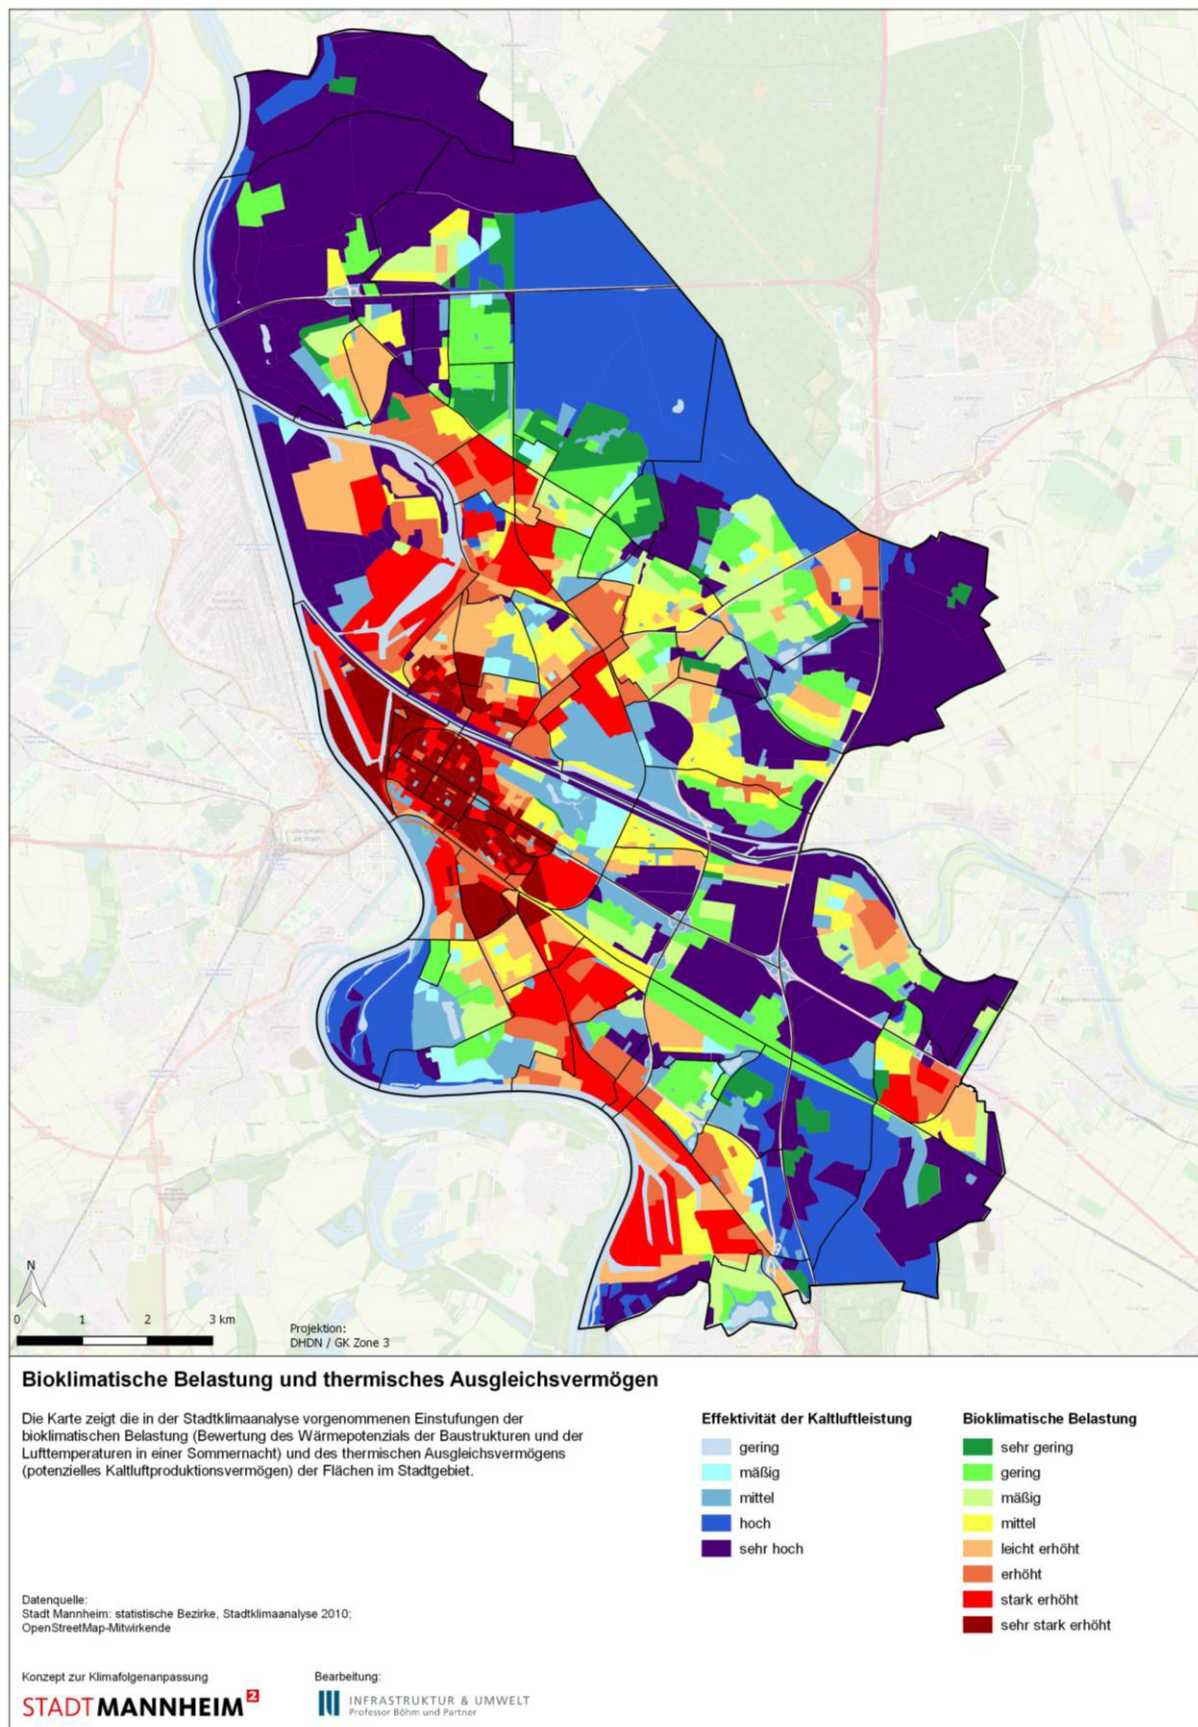 N
0 1 2 3 km
Projektion:
DHDN / GK Zone 3
Bioklimatische Belastung und thermisches Ausgleichsvermögen
Die Karte zeigt die in der Stadtklimaanalyse vorgenommenen Einstufungen der
bioklimatischen Belastung (Bewertung des Wärmepotenzials der Baustrukturen und der
Lufttemperaturen in einer Sommernacht) und des thermischen Ausgleichsvermögens
(potenzielles Kaltluftproduktionsvermögen) der Flächen im Stadtgebiet.
Effektivität der Kaltluftleistung
gering
mäßig
mittel
hoch
sehr hoch
Bioklimatische Belastung
sehr gering
gering
mäßig
mittel
leicht erhöht
erhöht
stark erhöht
sehr stark erhöht
Datenquelle:
Stadt Mannheim: statistische Bezirke, Stadtklimaanalyse 2010;
OpenStreetMap-Mitwirkende
Konzept zur Klimafolgenanpassung
STADTMANNHEIM2
Bearbeitung:
INFRASTRUKTUR & UMWELT
Professor Böhm und Partner